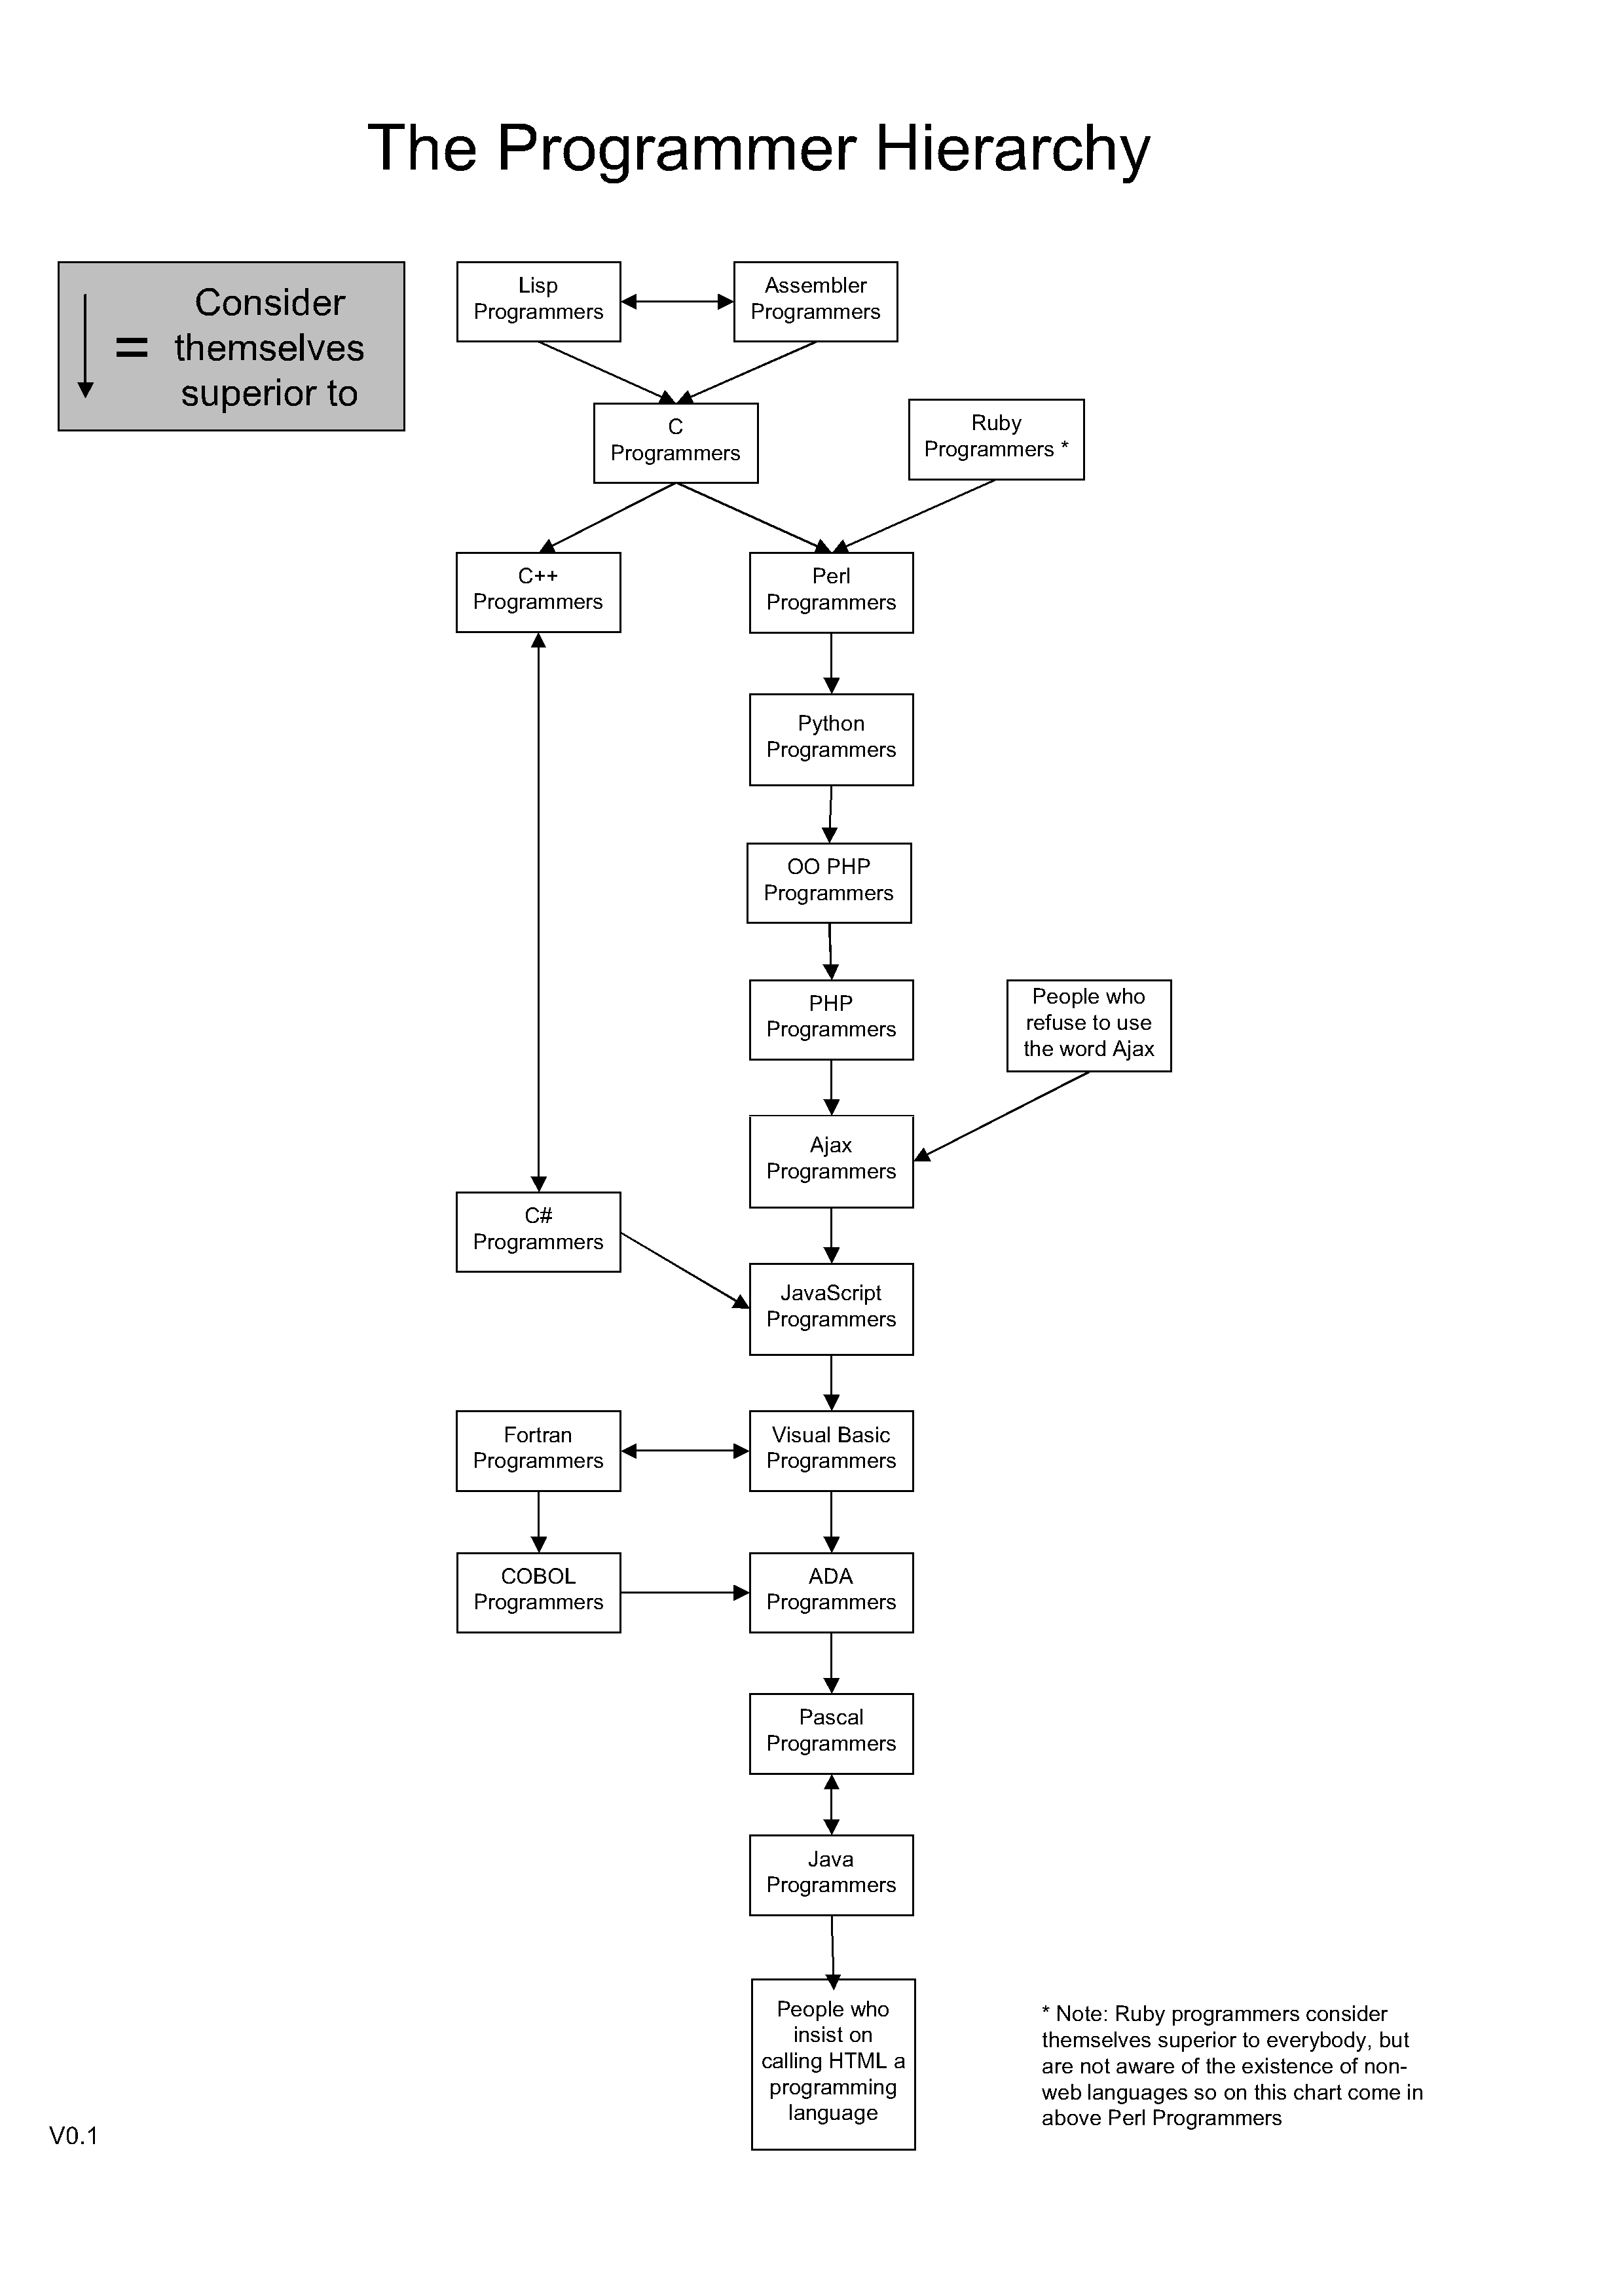 The Programmer Hierarchy
=
Consider
themselves
superior to
Lisp
Programmers
Assembler
Programmers
C
Programmers
Ruby
Programmers *
C++
Programmers
Perl
Programmers
Python
Programmers
OO PHP
Programmers
PHP
Programmers
People who
refuse to use
the word Ajax
Ajax
Programmers
C#
Programmers
JavaScript
Programmers
Fortran
Programmers
Visual Basic
Programmers
COBOL
Programmers
ADA
Programmers
Pascal
Programmers
Java
Programmers
People who
insist on
calling HTML a
programming
language
* Note: Ruby programmers consider
themselves superior to everybody, but
are not aware of the existence of non-
web languages so on this chart come in
above Perl Programmers
V0.1